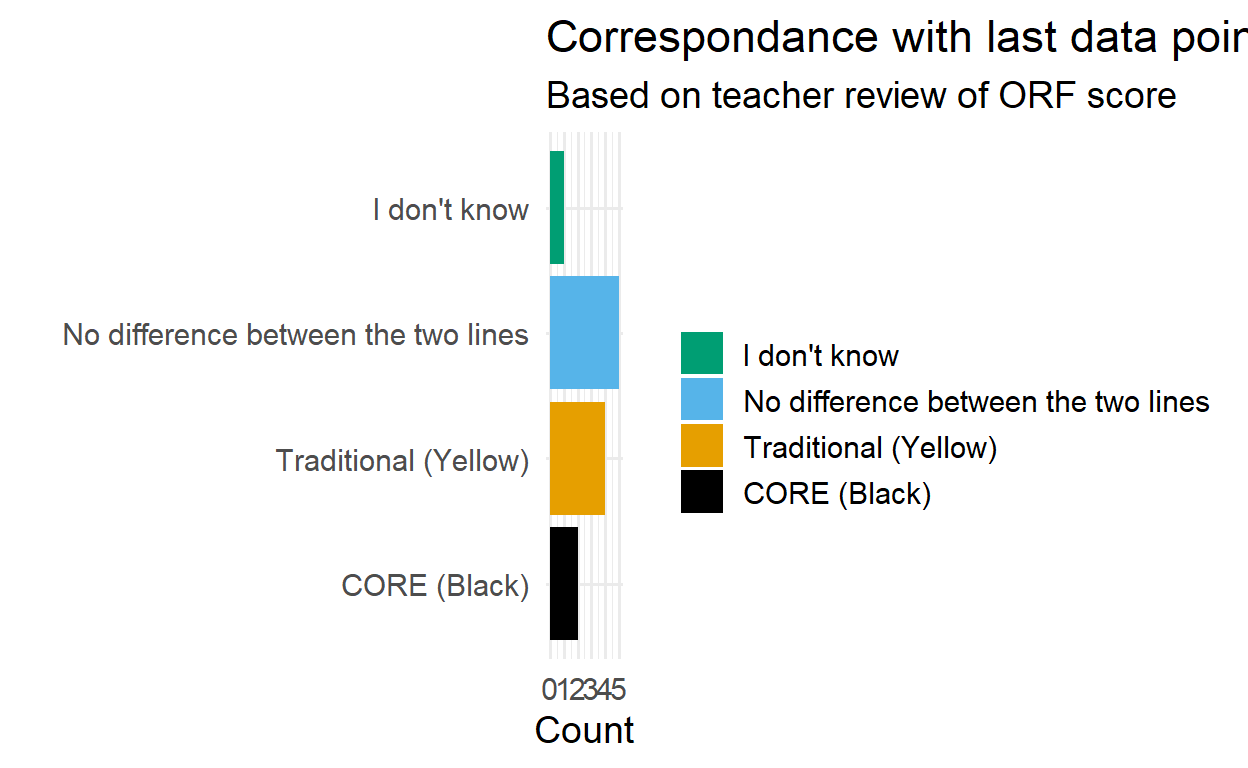 Correspondance with last data
Based on teacher review of ORF score
I don't know
No difference between the two lines
Traditional (Yellow)
CORE (Black)
I don't know
No difference between the two lines
Traditional (Yellow)
CORE (Black)
012345
Count